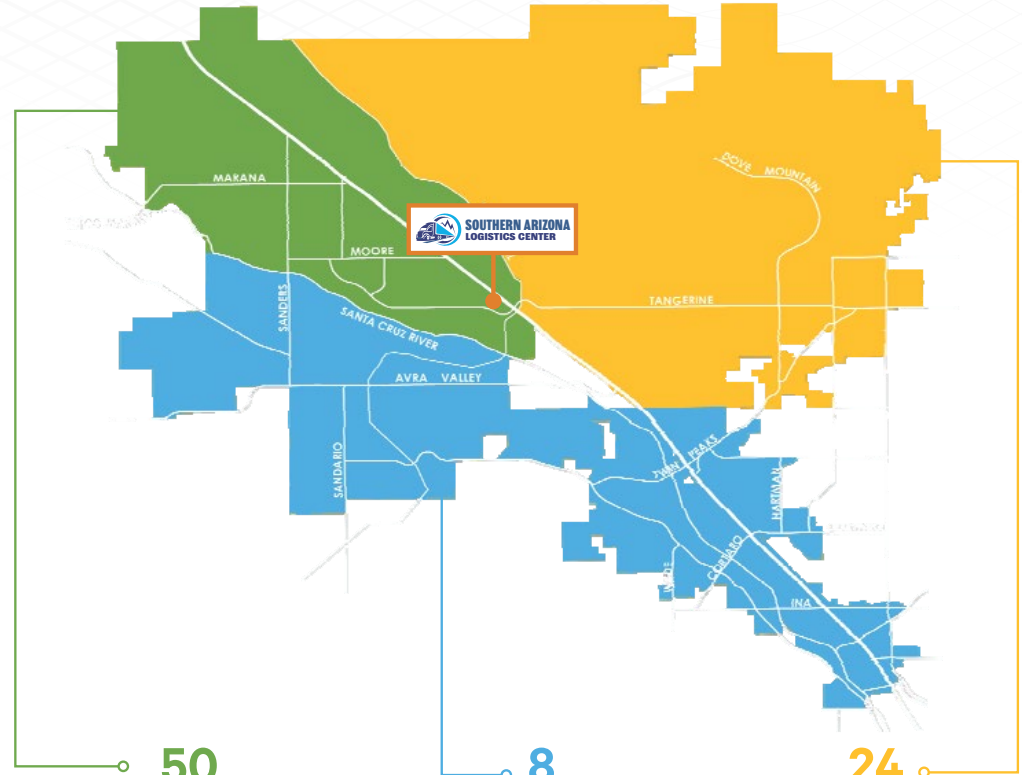 DOVE MOUNTAIN
MARANA
SOUTHERN ARIZONA
LOGISTICS CENTER
MOORE
TANGERINE
SANDERS
SANTA CRUZ RIVER
AVRA VALLEY
TWIN PEAKS
SANDARIO
HARTMAN
CORTARO
INA
50
8
24